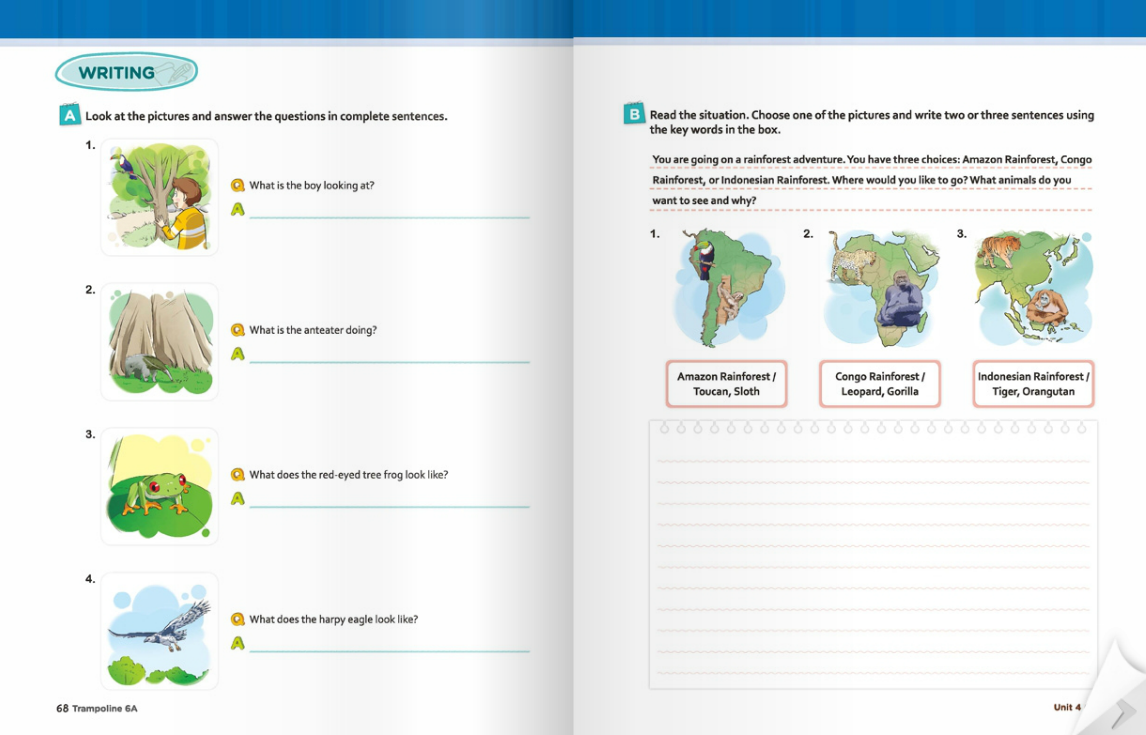 WRITING
A Look at the pictures and answer the questions in complete sentences.
1.
Q What is the boy looking at?
A
2.
Q What is the anteater doing?
A
3.
Q What does the red-eyed tree frog look like?
A
4.
Q What does the harpy eagle look like?
A
68 Trampoline 6A
B Read the situation. Choose one of the pictures and write two or three sentences using
the key words in the box.
You are going on a rainforest adventure. You have three choices: Amazon Rainforest, Congo
Rainforest, or Indonesian Rainforest. Where would you like to go? What animals do you
want to see and why?
1.
2.
3.
Amazon Rainforest /
Toucan, Sloth
Congo Rainforest /
Leopard, Gorilla
Indonesian Rainforest /
Tiger, Orangutan
Unit 4